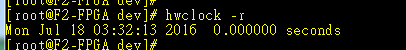 [root@F2-FPGA dev]#
[root@F2-FPGA dev]# hwclock -r
Mon Jul 18 03:32:13 2016  0.000000 seconds